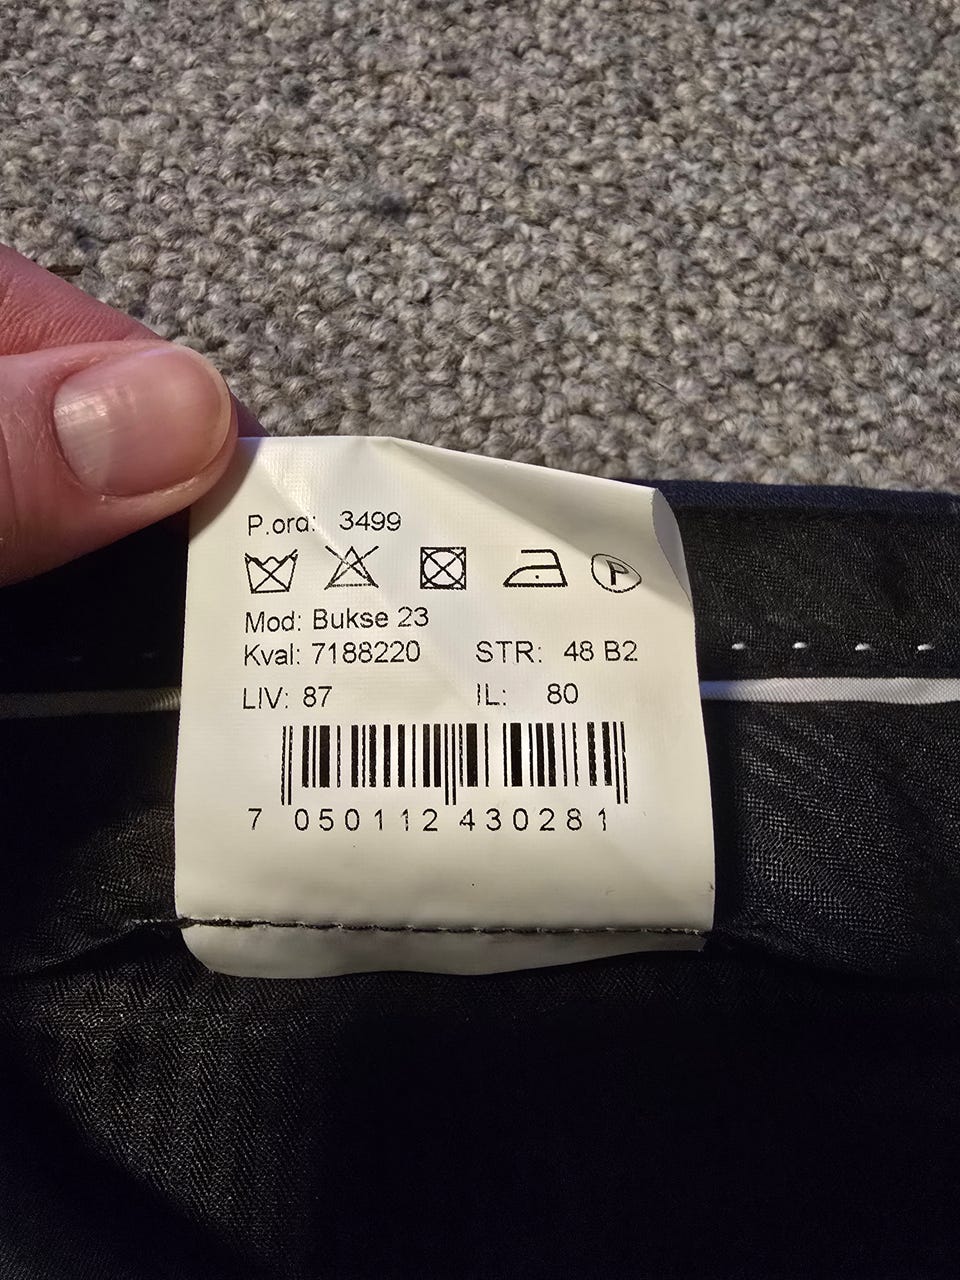 P.ord: 3499
P
Mod: Bukse 23
Kval: 7188220 STR: 48 B2
LIV: 87 IL: 80
7 050112 430281